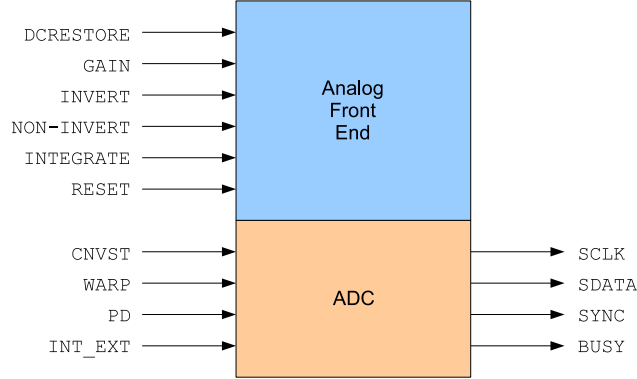 DCRESTORE
GAIN
INVERT
NON-INVERT
INTEGRATE
RESET
Analog
Front
End
CNVST
WARP
PD
INT_EXT
ADC
SCLK
SDATA
SYNC
BUSY